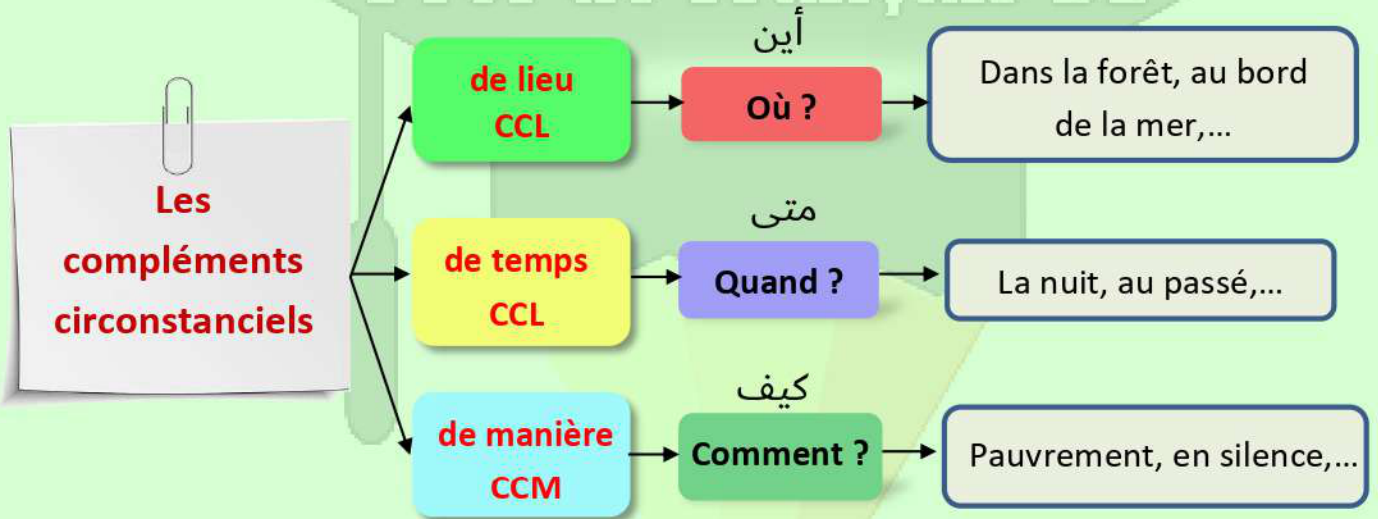 Les
compléments
circonstanciels
de lieu
CCL
أين
Où ?
Dans la forêt, au bord
de la mer,...
de temps
CCL
متى
Quand ?
La nuit, au passé,...
de manière
CCM
كيف
Comment ?
Pauvrement, en silence,...